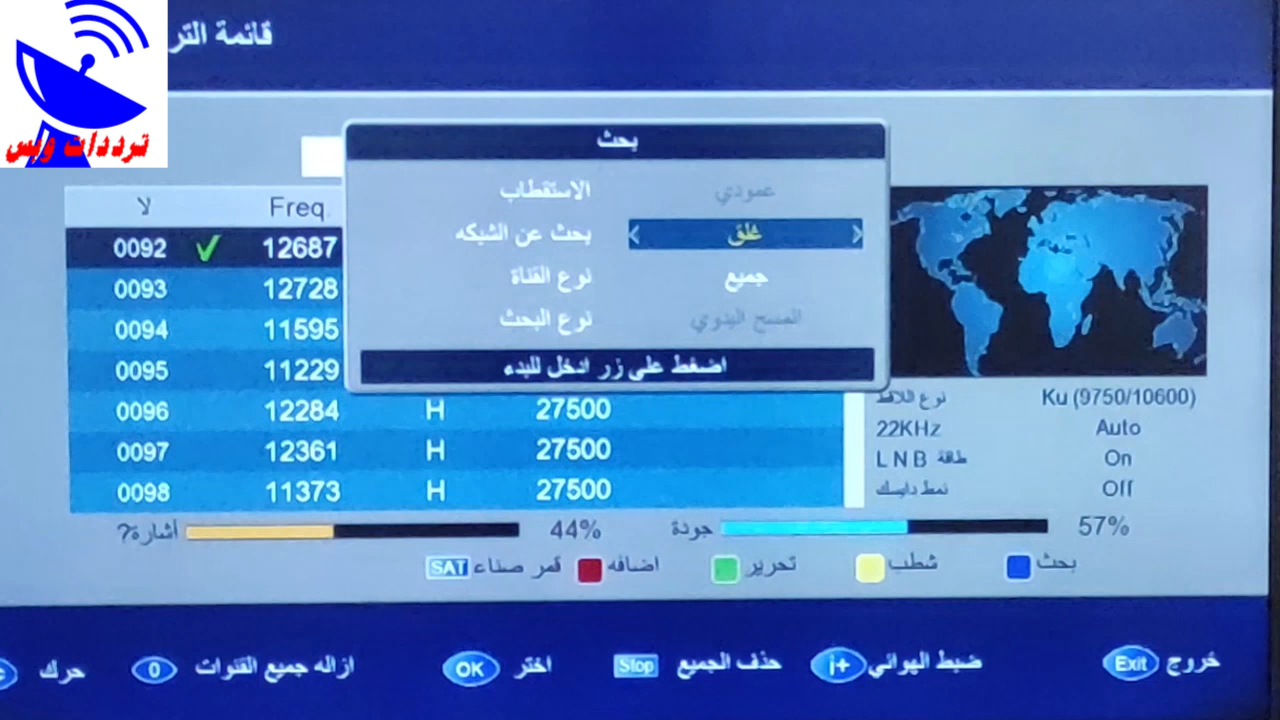 قائمة التر
ترددات ويس
بحث
الاستقطاب عمودي
بحث عن الشبكه غلق
نوع القناة جميع
نوع البحث المسح اليدوي
اضغط على زر ادخل للبدء
لا Freq
0092 12687
0093 12728
0094 11595
0095 11229
0096 12284 H 27500
0097 12361 H 27500
0098 11373 H 27500
نوع اللاقط Ku (9750/10600)
22KHz Auto
طاقة LNB On
نمط دايسك Off
أشارة? 44% جودة 57%
SAT قمر صناء اضافه تحرير شطب بحث
حرك 0 ازاله جميع القنوات OK اختر Stop حذف الجميع i+ ضبط الهوائي Exit خروج